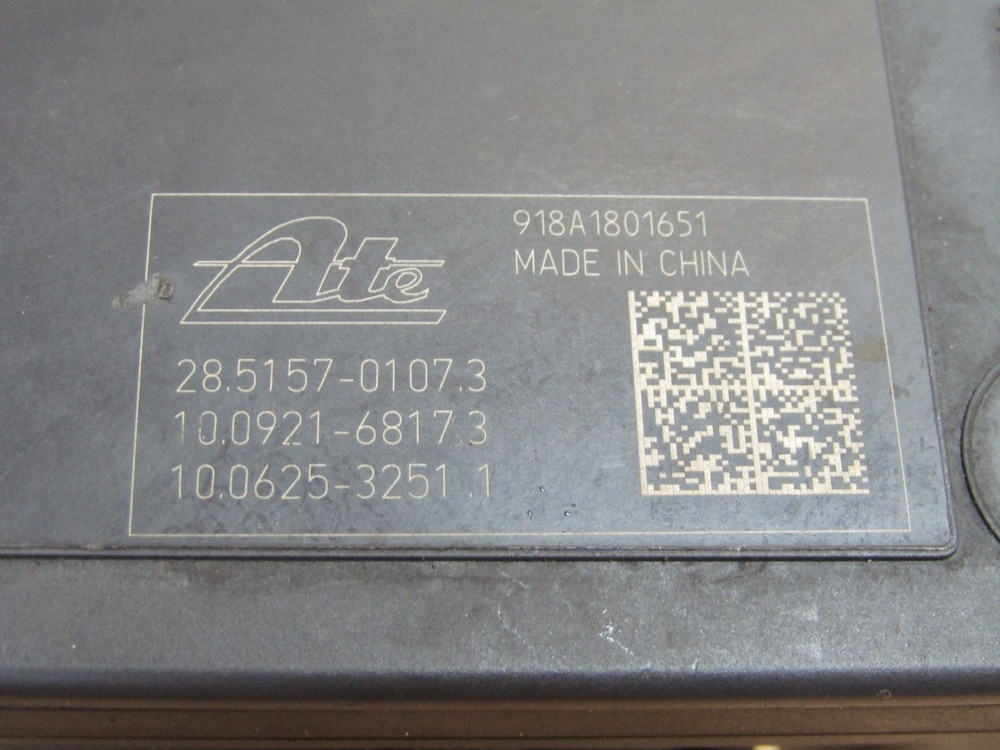 Ate
918A1801651
MADE IN CHINA
28.5157-0107.3
10.0921-6817.3
10.0625-3251.1